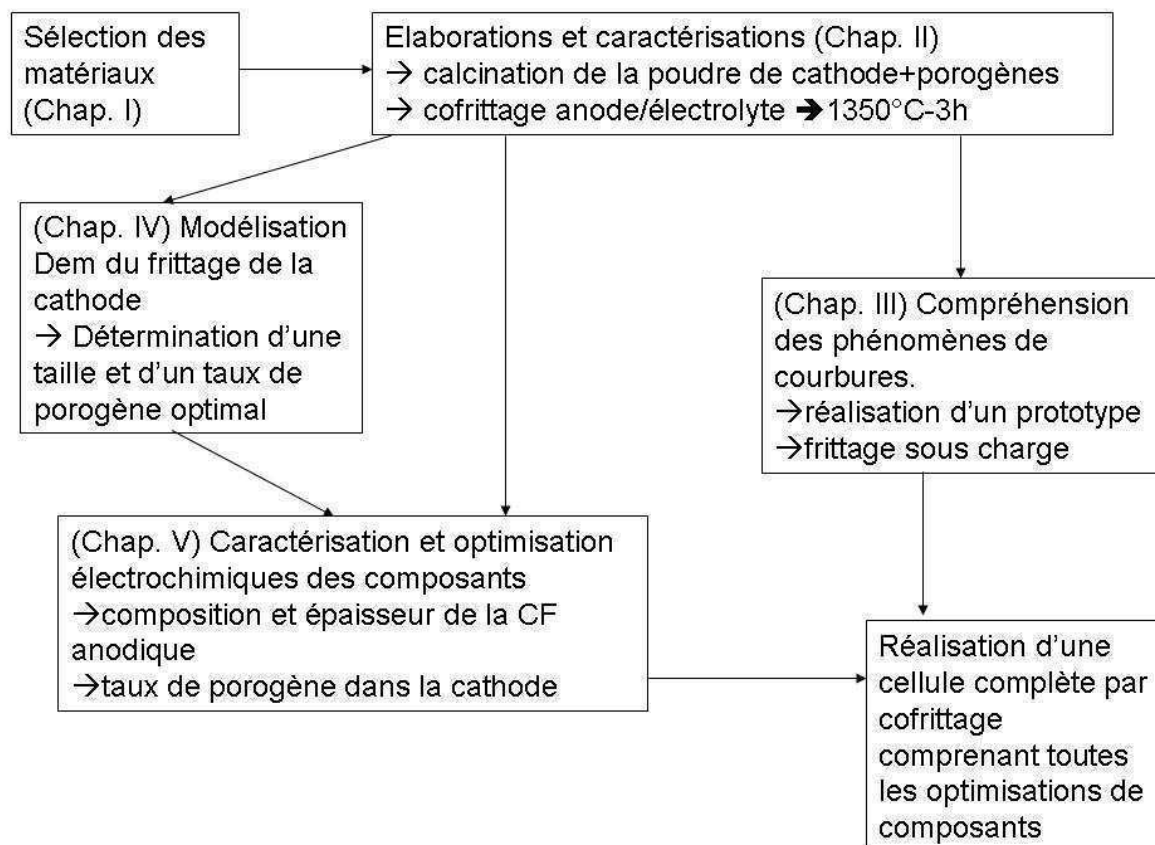 Sélection des
matériaux
(Chap. I)
Elaborations et caractérisations (Chap. II)
→ calcination de la poudre de cathode+porogènes
→ cofrittage anode/électrolyte ➔1350°C-3h
(Chap. IV) Modélisation
Dem du frittage de la
cathode
→ Détermination d’une
taille et d’un taux de
porogène optimal
(Chap. III) Compréhension
des phénomènes de
courbures.
→réalisation d’un prototype
→frittage sous charge
(Chap. V) Caractérisation et optimisation
électrochimiques des composants
→composition et épaisseur de la CF
anodique
→taux de porogène dans la cathode
Réalisation d’une
cellule complète par
cofrittage
comprenant toutes
les optimisations de
composants